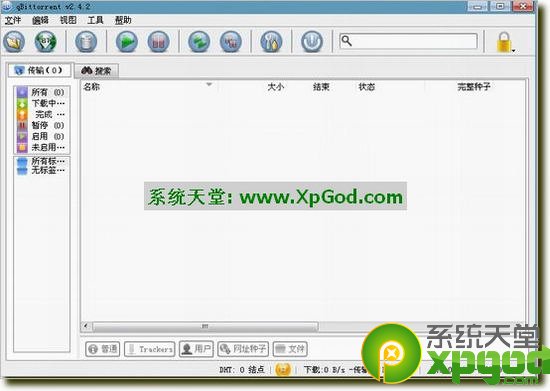 qBittorrent v2.4.2
文件 编辑 视图 工具 帮助
传输 (0) 搜索
名称 大小 结束 状态 完整种子
所有 (0)
下载中…
完成 …
暂停 (0)
启用 (0)
未启用…
所有标…
无标签…
系统天堂: www.XpGod.com
普通 Trackers 用户 网址种子 文件
DHT: 0 结点 下载:0 B/s -传输
系统天堂
xpgod.com